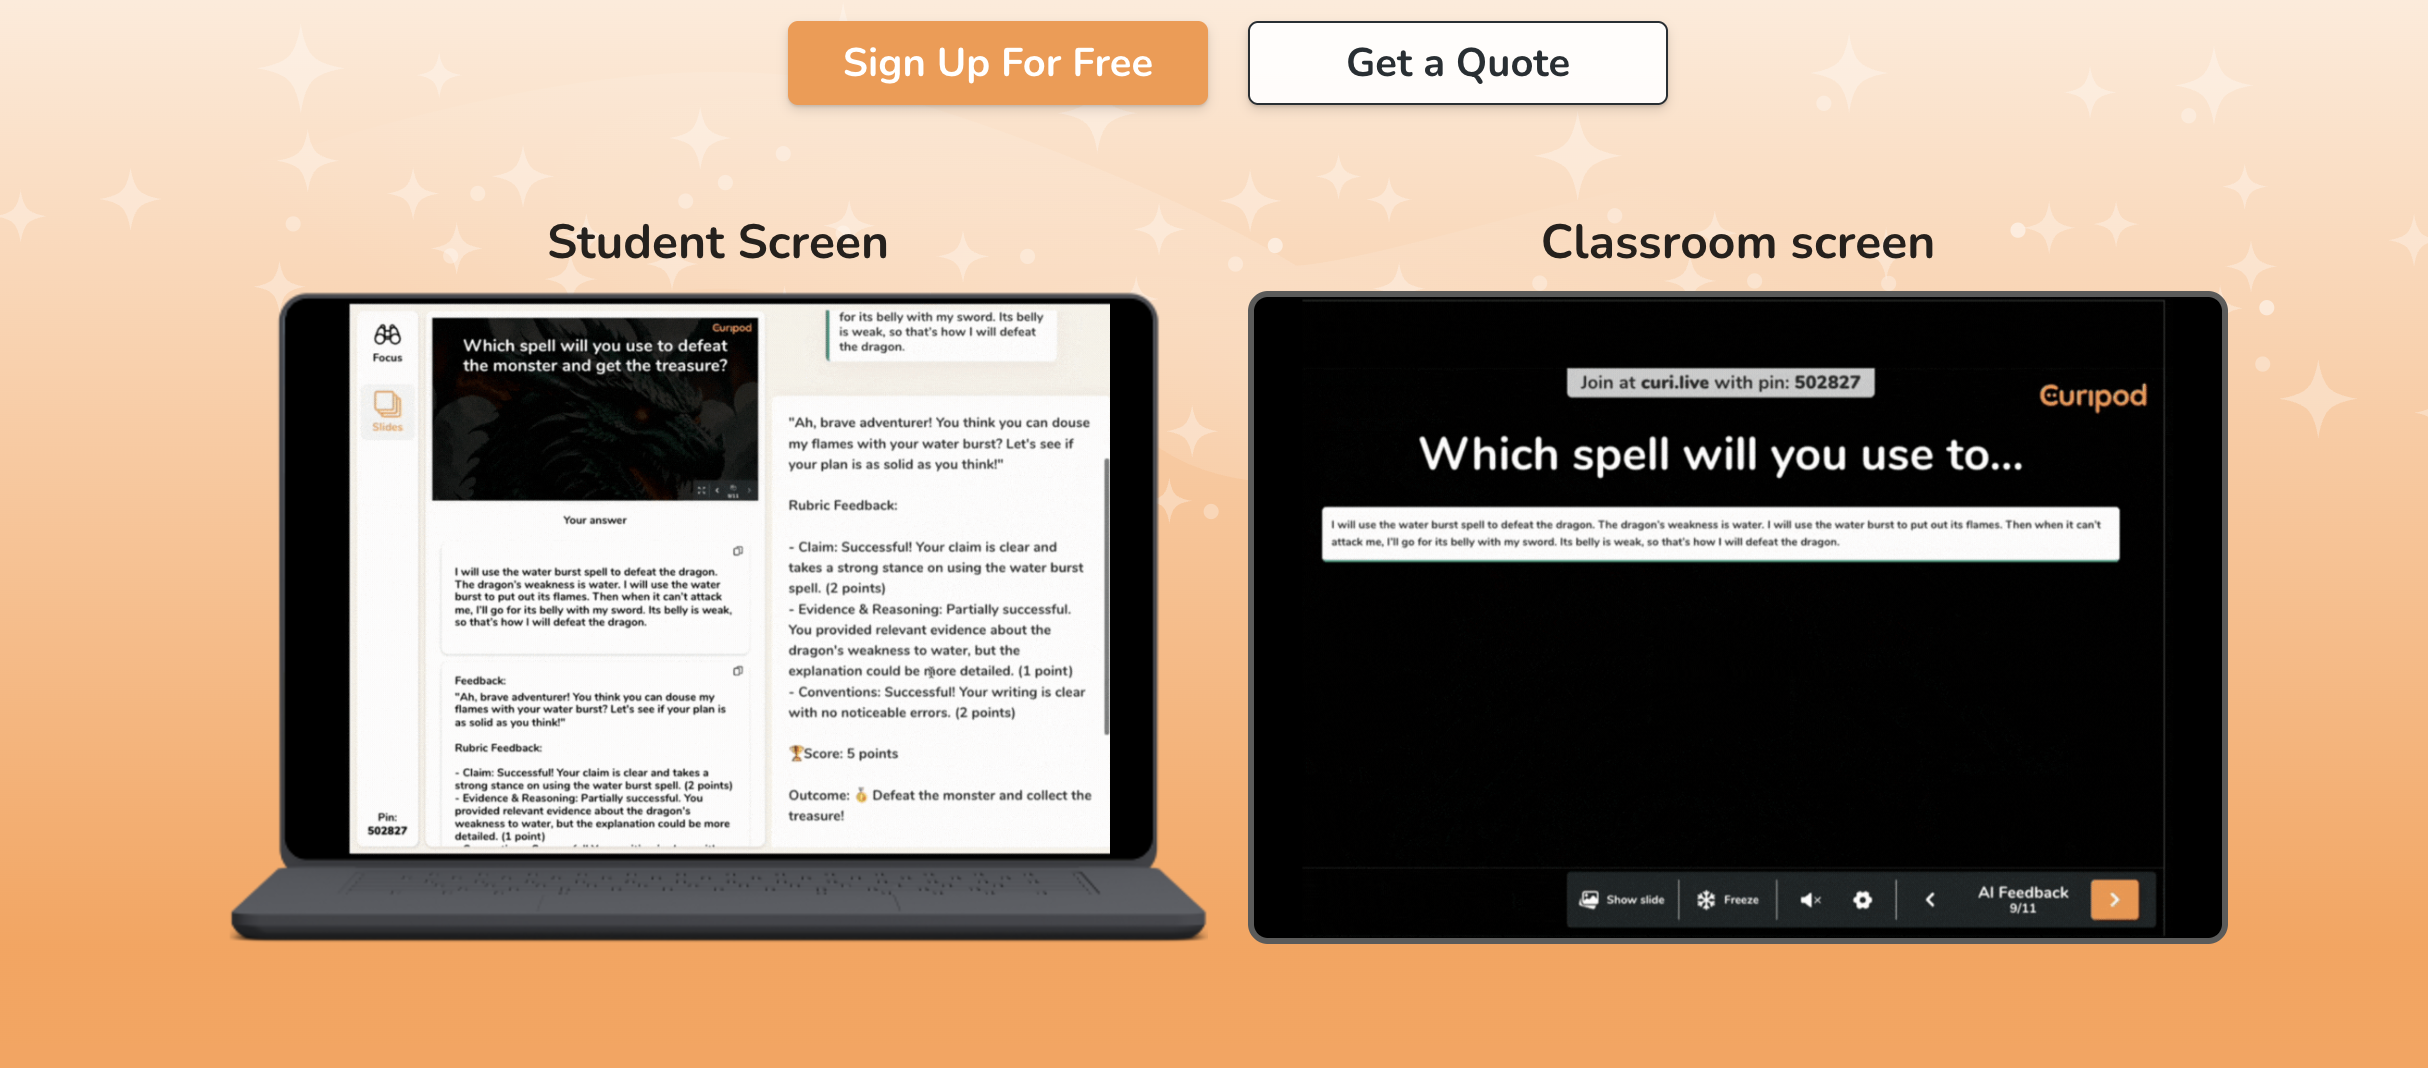 Sign Up For Free
Get a Quote
Student Screen
Classroom screen
Focus
Slides
Pin:
502827
Curipod
Which spell will you use to defeat
the monster and get the treasure?
Your answer
I will use the water burst spell to defeat the dragon.
The dragon's weakness is water. I will use the water
burst to put out its flames. Then when it can't attack
me, I'll go for its belly with my sword. Its belly is weak,
so that's how I will defeat the dragon.
Feedback:
"Ah, brave adventurer! You think you can douse my
flames with your water burst? Let's see if your plan is
as solid as you think!"
Rubric Feedback:
- Claim: Successful! Your claim is clear and takes a
strong stance on using the water burst spell. (2 points)
- Evidence & Reasoning: Partially successful. You
provided relevant evidence about the dragon's
weakness to water, but the explanation could be more
detailed. (1 point)
for its belly with my sword. Its belly
is weak, so that's how I will defeat
the dragon.
"Ah, brave adventurer! You think you can douse
my flames with your water burst? Let's see if
your plan is as solid as you think!"
Rubric Feedback:
- Claim: Successful! Your claim is clear and
takes a strong stance on using the water burst
spell. (2 points)
- Evidence & Reasoning: Partially successful.
You provided relevant evidence about the
dragon's weakness to water, but the
explanation could be more detailed. (1 point)
- Conventions: Successful! Your writing is clear
with no noticeable errors. (2 points)
🏆Score: 5 points
Outcome: 🥇 Defeat the monster and collect the
treasure!
Join at curi.live with pin: 502827
Curipod
Which spell will you use to...
I will use the water burst spell to defeat the dragon. The dragon's weakness is water. I will use the water burst to put out its flames. Then when it can't
attack me, I'll go for its belly with my sword. Its belly is weak, so that's how I will defeat the dragon.
Show slide
Freeze
AI Feedback
9/11